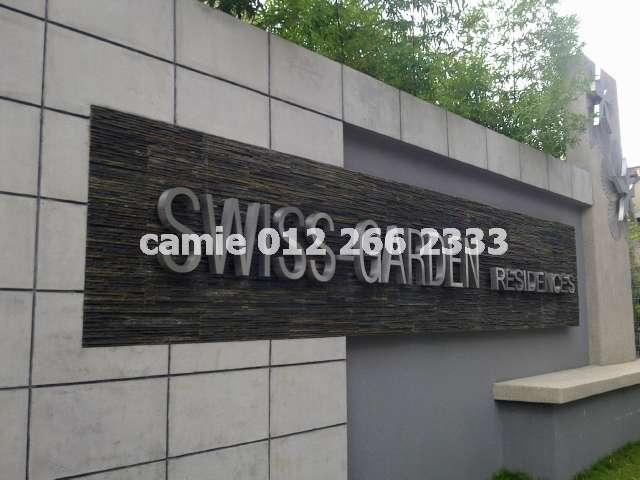 SWISS-GARDEN RESIDENCES
camie 012 266 2333